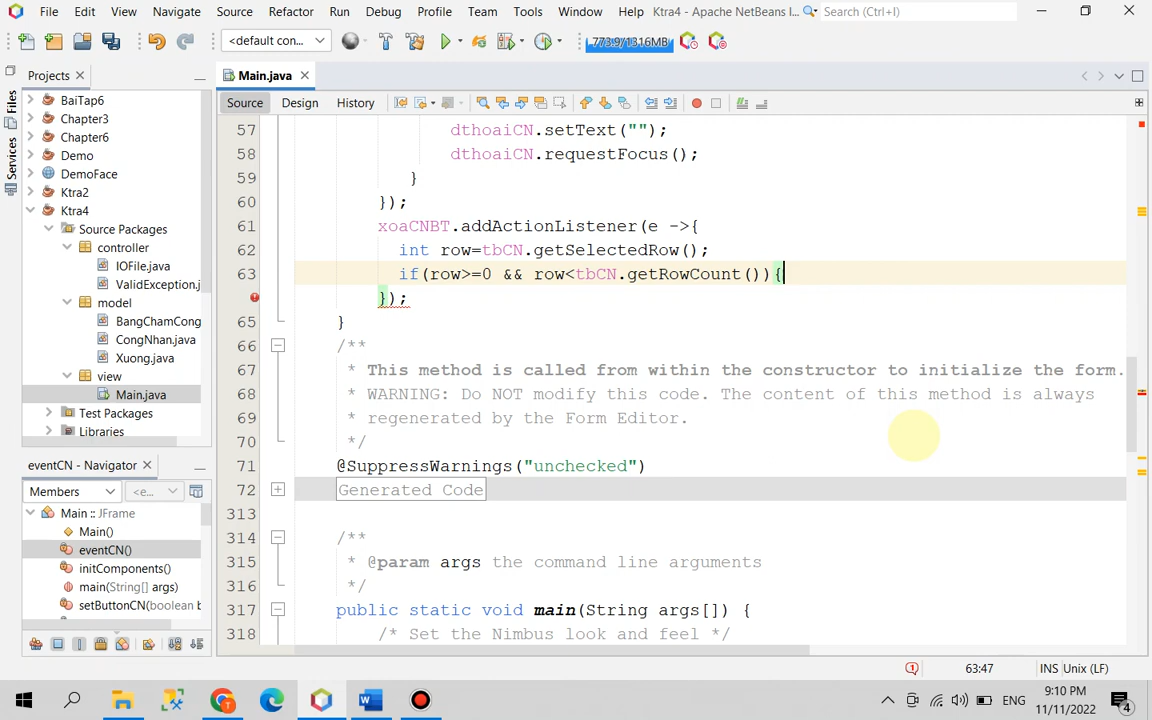 File Edit View Navigate Source Refactor Run Debug Profile Team Tools Window Help Ktra4 - Apache NetBeans I... Search (Ctrl+I)
<default con... 773.9/1316MB
Projects
Main.java
Source Design History
Files
Services
BaiTap6
Chapter3
Chapter6
Demo
DemoFace
Ktra2
Ktra4
Source Packages
controller
IOFile.java
ValidException.j
model
BangChamCong
CongNhan.java
Xuong.java
view
Main.java
Test Packages
Libraries
57 dthoaiCN.setText("");
58 dthoaiCN.requestFocus();
59 }
60 });
61 xoaCNBT.addActionListener(e ->{
62 int row=tbCN.getSelectedRow();
63 if(row>=0 && row<tbCN.getRowCount()){
});
65 }
66 /**
67 * This method is called from within the constructor to initialize the form.
68 * WARNING: Do NOT modify this code. The content of this method is always
69 * regenerated by the Form Editor.
70 */
71 @SuppressWarnings("unchecked")
72 Generated Code
313
314 /**
315 * @param args the command line arguments
316 */
317 public static void main(String args[]) {
318 /* Set the Nimbus look and feel */
eventCN - Navigator
Members <e...
Main :: JFrame
Main()
eventCN()
initComponents()
main(String[] args)
setButtonCN(boolean b
1 63:47 INS Unix (LF)
ENG
9:10 PM
11/11/2022
4